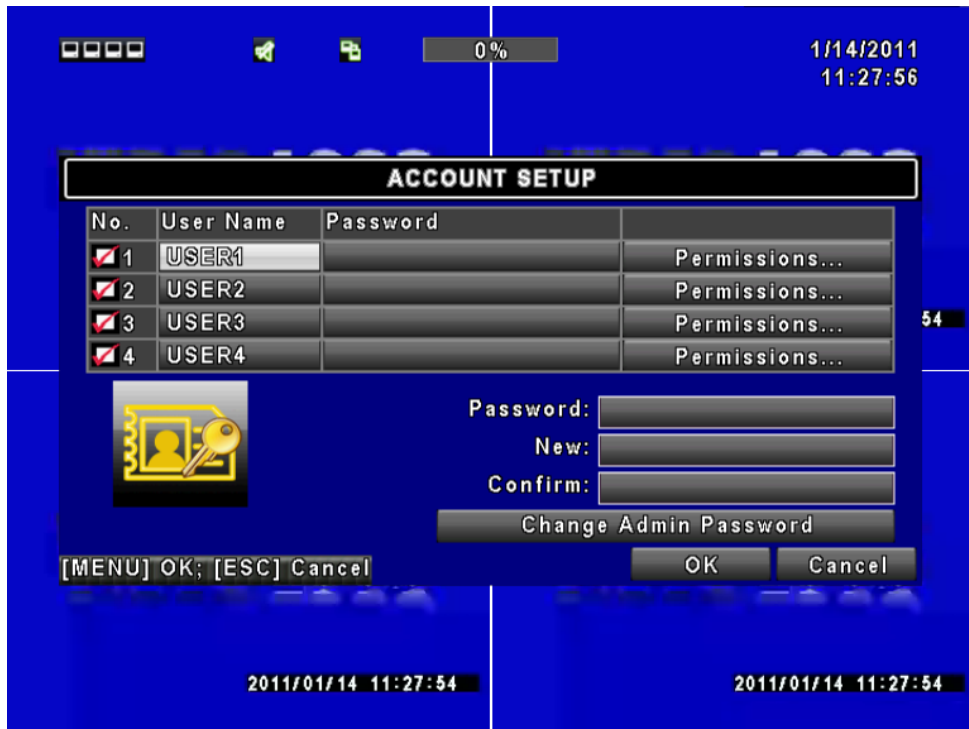 0%
1/14/2011
11:27:56
ACCOUNT SETUP
No. User Name Password
1 USER1 Permissions...
2 USER2 Permissions...
3 USER3 Permissions...
54
4 USER4 Permissions...
Password:
New:
Confirm:
Change Admin Password
[MENU] OK; [ESC] Cancel
OK Cancel
2011/01/14 11:27:54
2011/01/14 11:27:54